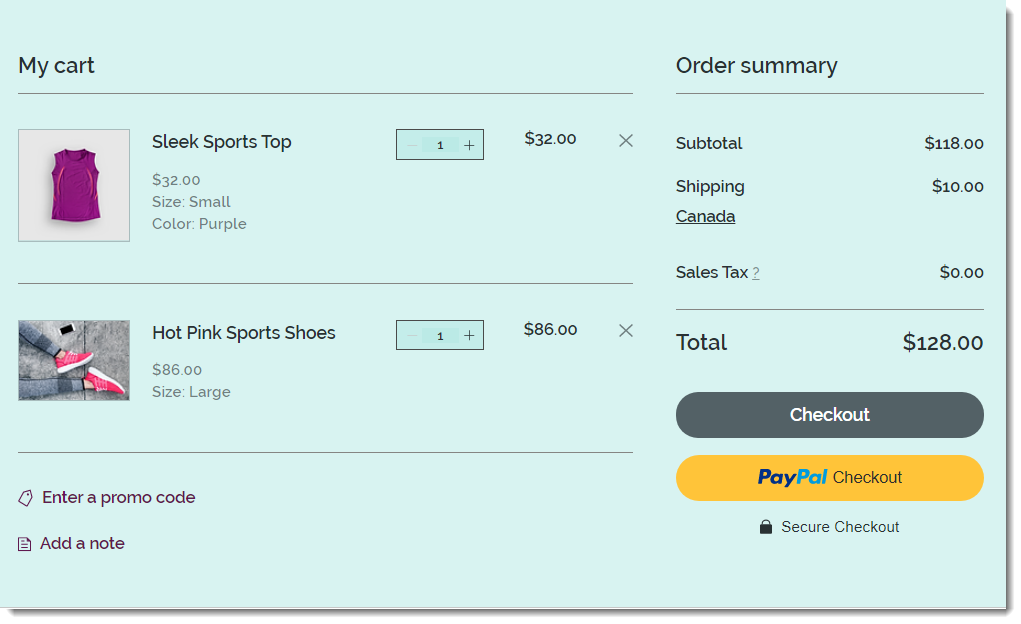 My cart
Sleek Sports Top
$32.00
Size: Small
Color: Purple
− 1 +
$32.00
Hot Pink Sports Shoes
$86.00
Size: Large
− 1 +
$86.00
Enter a promo code
Add a note
Order summary
Subtotal $118.00
Shipping $10.00
Canada
Sales Tax ? $0.00
Total $128.00
Checkout
PayPal Checkout
Secure Checkout